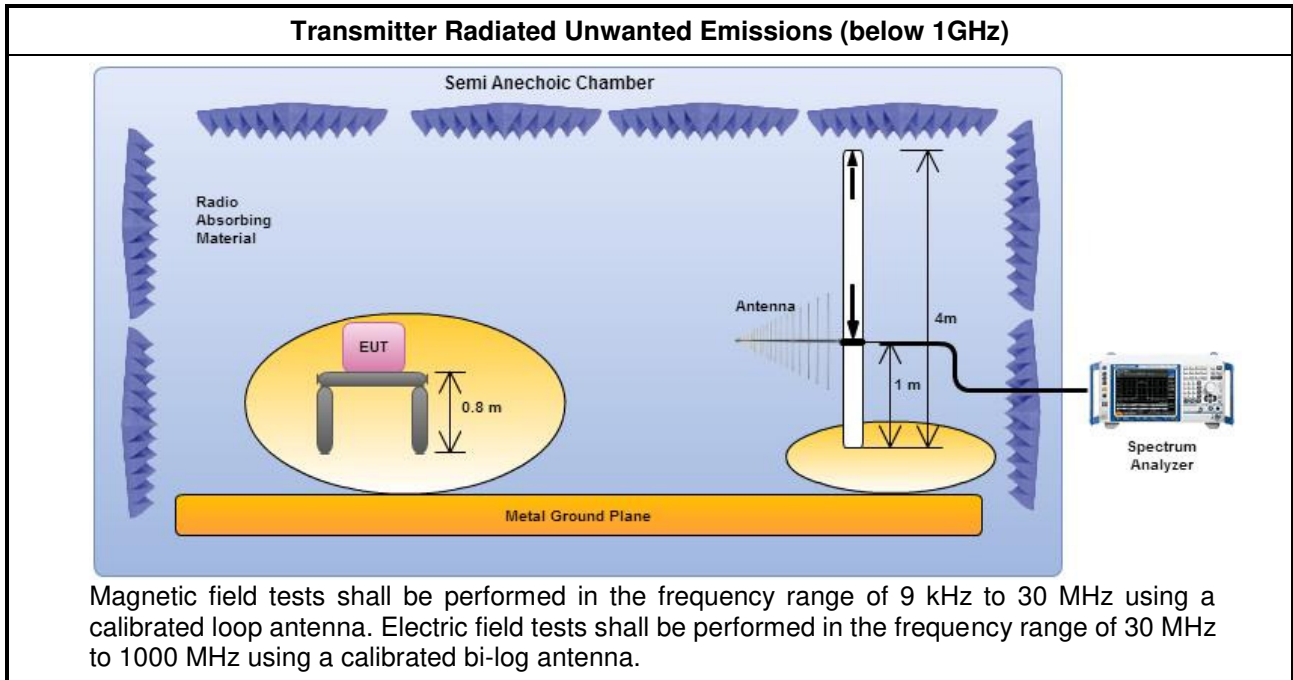 Transmitter Radiated Unwanted Emissions (below 1GHz)
Semi Anechoic Chamber
Radio
Absorbing
Material
Antenna
4m
EUT
1 m
0.8 m
Spectrum
Analyzer
Metal Ground Plane
Magnetic field tests shall be performed in the frequency range of 9 kHz to 30 MHz using a
calibrated loop antenna. Electric field tests shall be performed in the frequency range of 30 MHz
to 1000 MHz using a calibrated bi-log antenna.